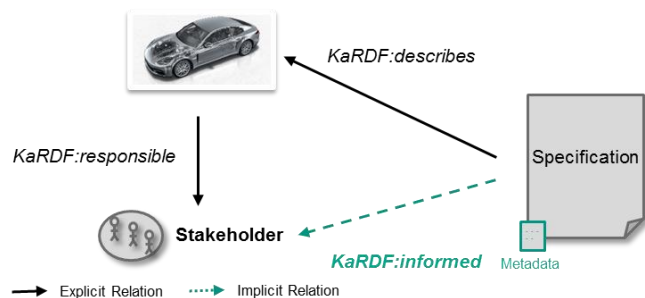 KaRDF:describes
KaRDF:responsible
Specification
Stakeholder
KaRDF:informed
Metadata
Explicit Relation
Implicit Relation